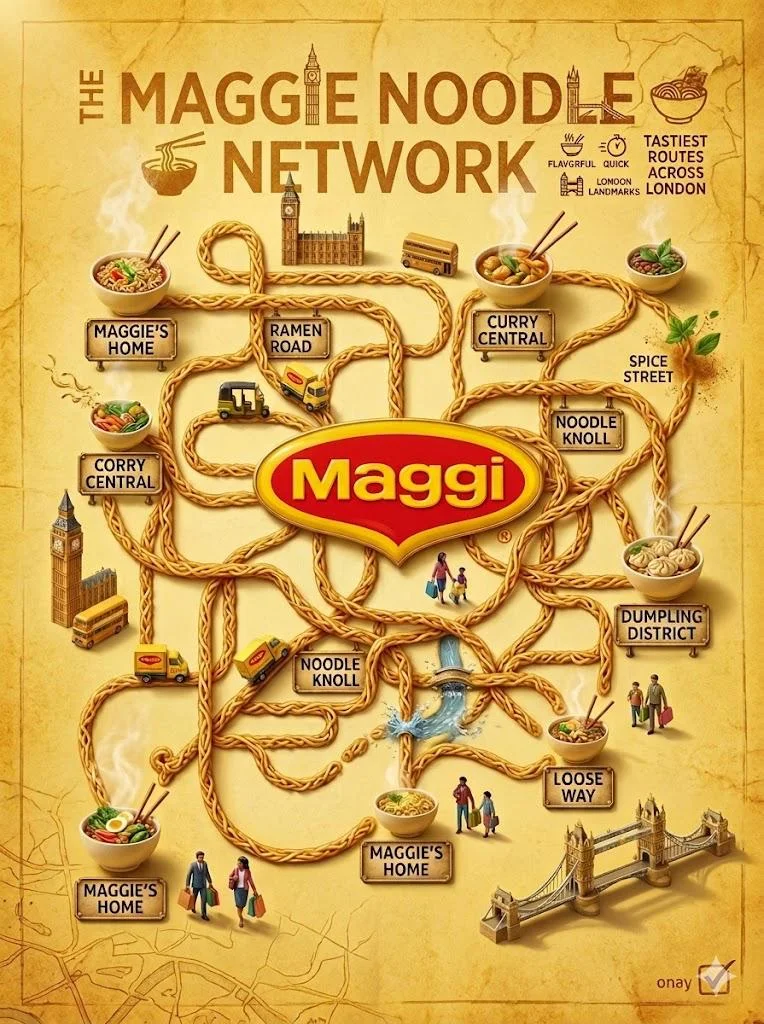 THE MAGGIE NOODLE
NETWORK
FLAVGRFUL QUICK
LOMOON
LANDMARKS
TASTIEST
ROUTES
ACROSS
LONDON
MAGGIE'S
HOME
RAMEN
ROAD
CURRY
CENTRAL
SPICE
STREET
NOODLE
KNOLL
CORRY
CENTRAL
Maggi
®
DUMPLING
DISTRICT
NOODLE
KNOLL
LOOSE
WAY
MAGGIE'S
HOME
MAGGIE'S
HOME
onay